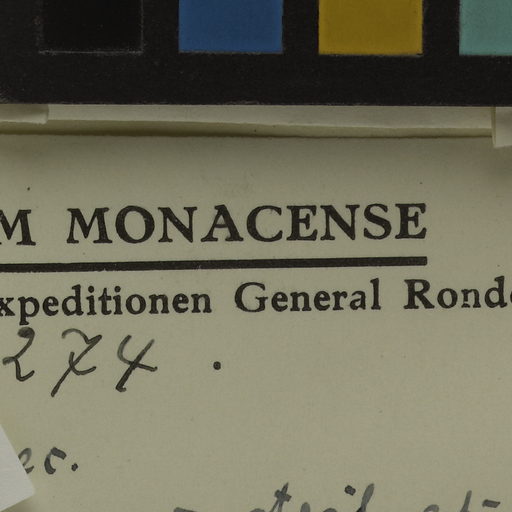 M MONACENSE
xpeditionen General Rond
274 .
ec.